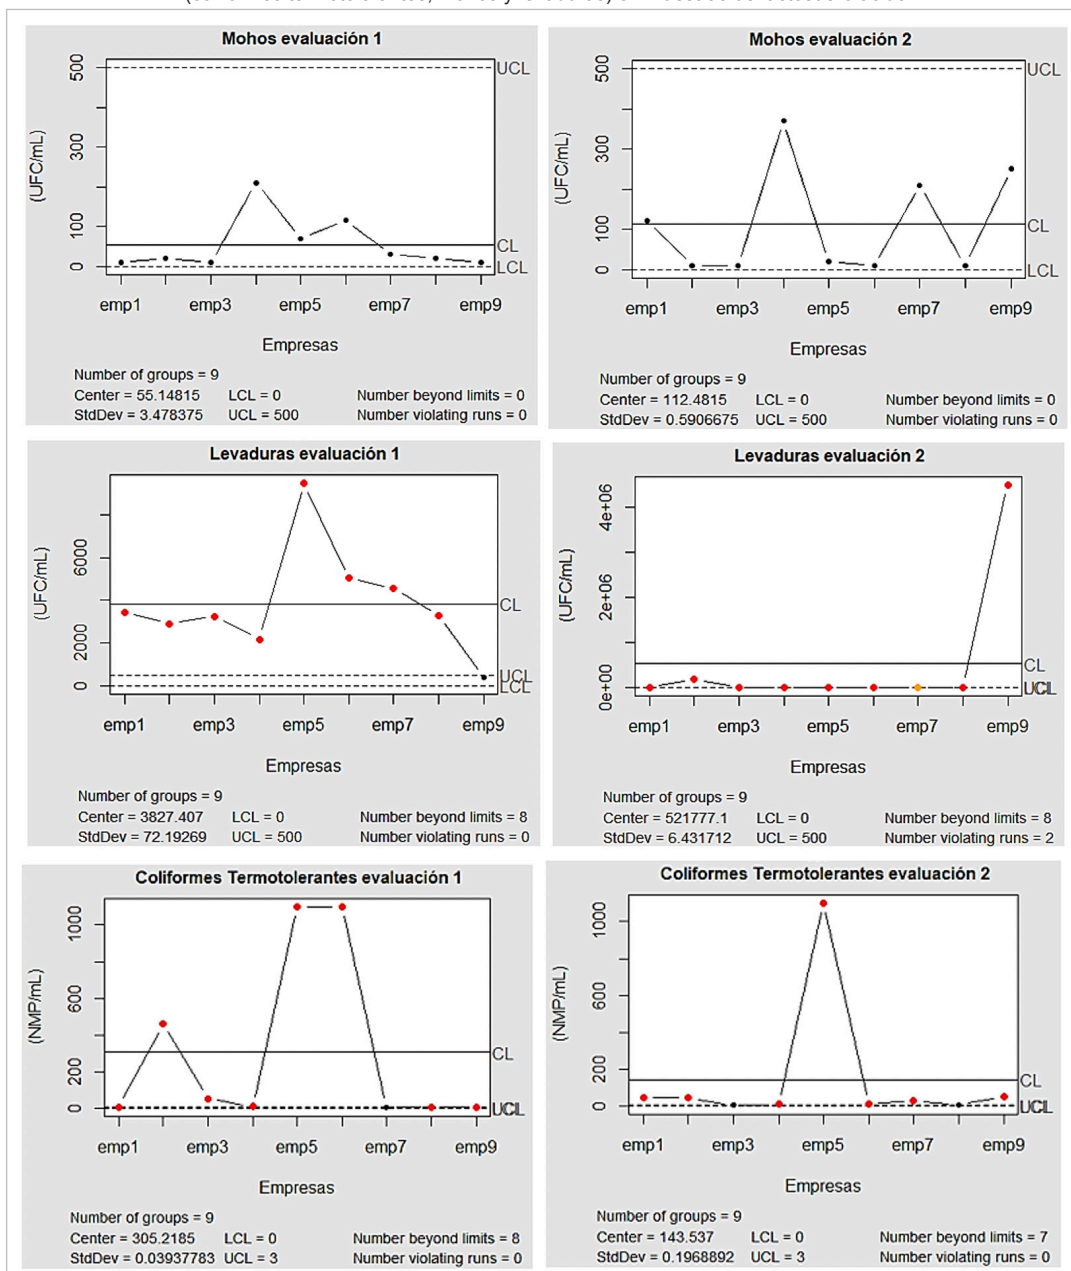 Mohos evaluación 1
(UFC/mL)
500
300
100
0
UCL
CL
LCL
emp1 emp3 emp5 emp7 emp9
Empresas
Number of groups = 9
Center = 55.14815 LCL = 0 Number beyond limits = 0
StdDev = 3.478375 UCL = 500 Number violating runs = 0
Mohos evaluación 2
(UFC/mL)
500
300
100
0
UCL
CL
LCL
emp1 emp3 emp5 emp7 emp9
Empresas
Number of groups = 9
Center = 112.4815 LCL = 0 Number beyond limits = 0
StdDev = 0.5906675 UCL = 500 Number violating runs = 0
Levaduras evaluación 1
(UFC/mL)
6000
2000
0
CL
UCL
LCL
emp1 emp3 emp5 emp7 emp9
Empresas
Number of groups = 9
Center = 3827.407 LCL = 0 Number beyond limits = 8
StdDev = 72.19269 UCL = 500 Number violating runs = 0
Levaduras evaluación 2
(UFC/mL)
4e+06
2e+06
0e+00
CL
UCL
emp1 emp3 emp5 emp7 emp9
Empresas
Number of groups = 9
Center = 521777.1 LCL = 0 Number beyond limits = 8
StdDev = 6.431712 UCL = 500 Number violating runs = 2
Coliformes Termotolerantes evaluación 1
(NMP/mL)
1000
600
200
0
CL
UCL
emp1 emp3 emp5 emp7 emp9
Empresas
Number of groups = 9
Center = 305.2185 LCL = 0 Number beyond limits = 8
StdDev = 0.03937783 UCL = 3 Number violating runs = 0
Coliformes Termotolerantes evaluación 2
(NMP/mL)
1000
600
200
0
CL
UCL
emp1 emp3 emp5 emp7 emp9
Empresas
Number of groups = 9
Center = 143.537 LCL = 0 Number beyond limits = 7
StdDev = 0.1968892 UCL = 3 Number violating runs = 0